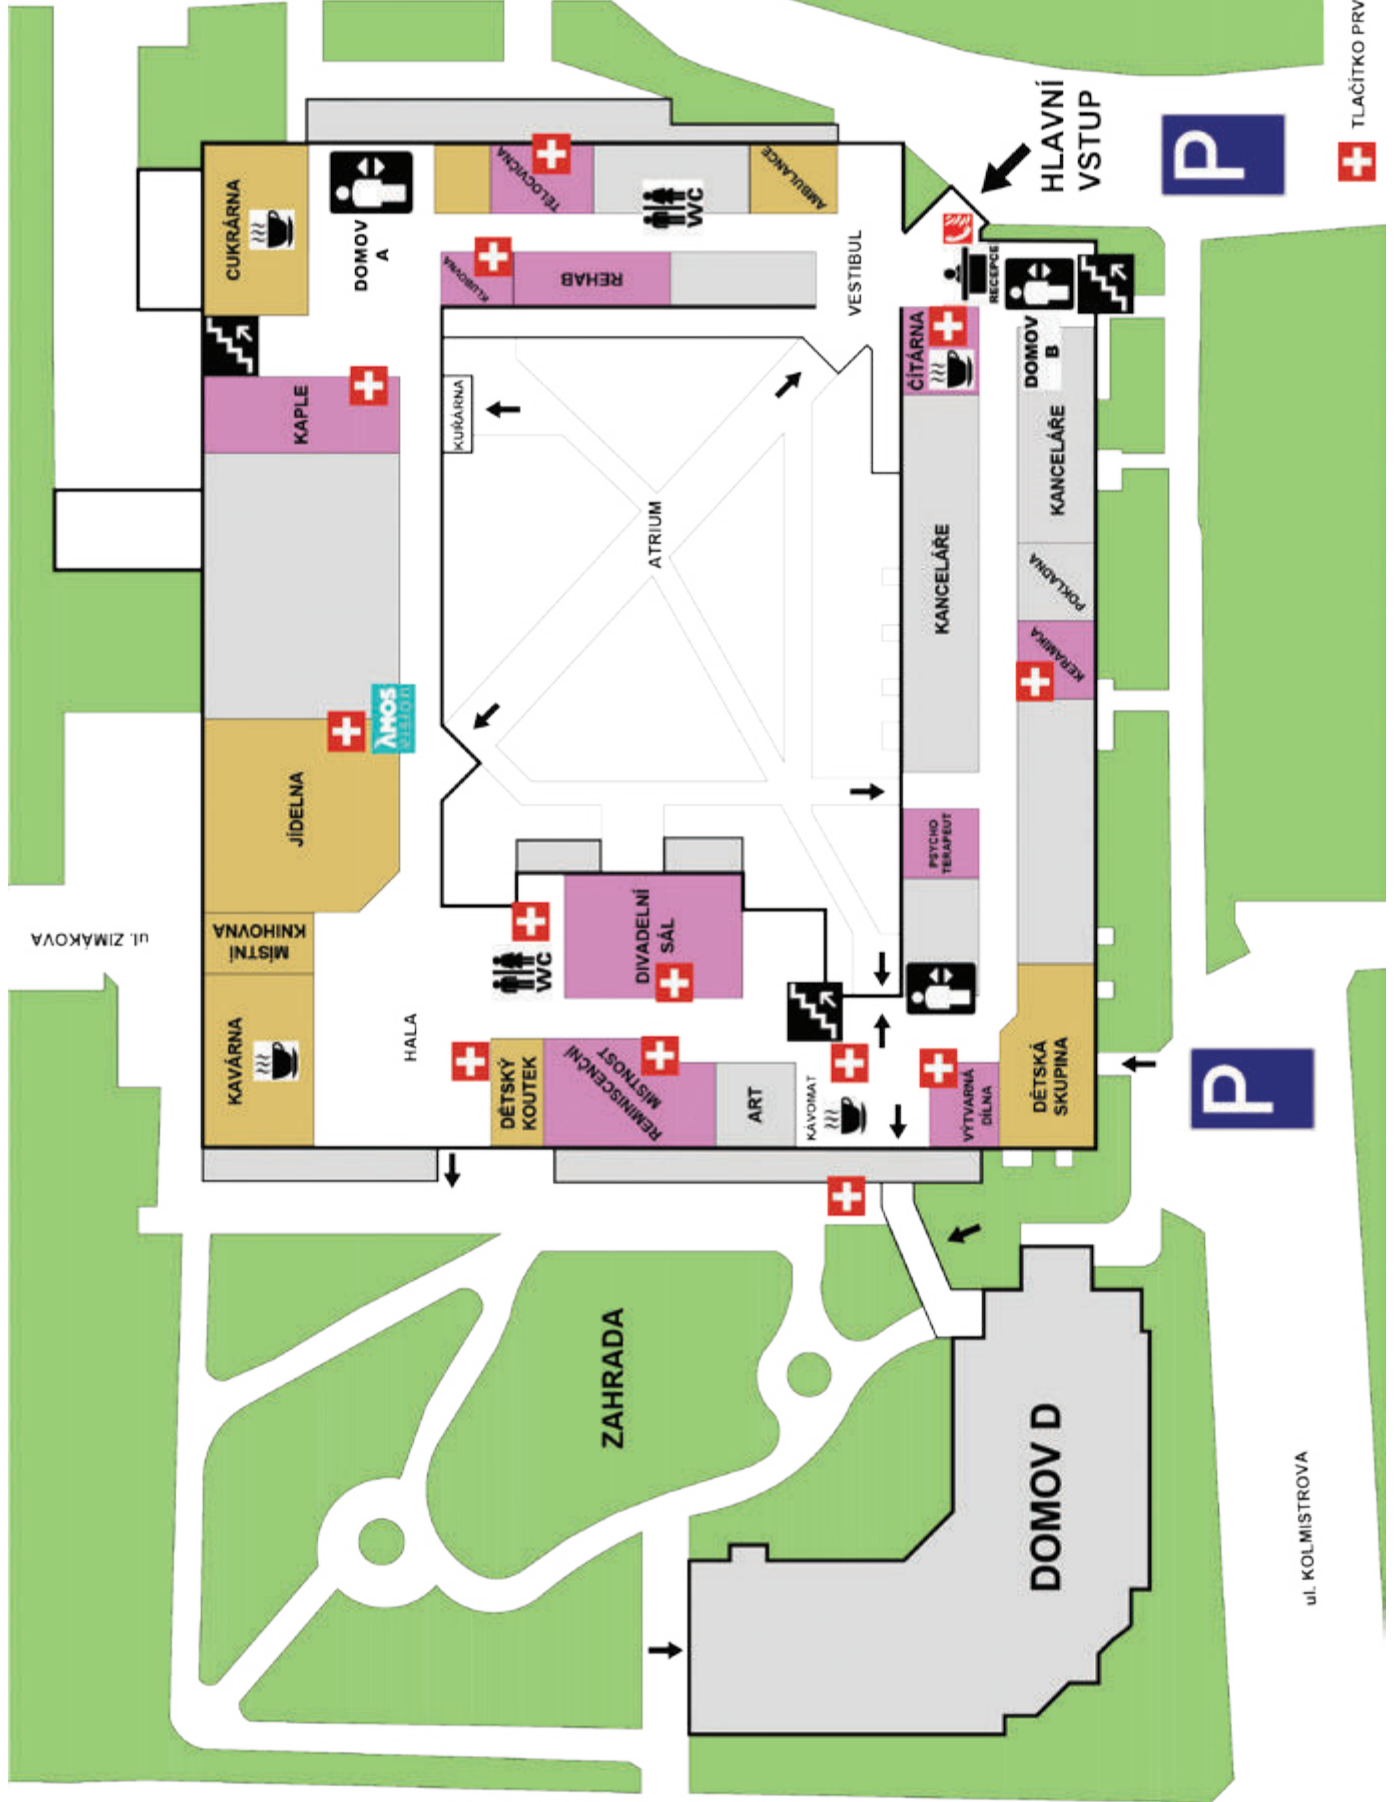 ul. ZIMÁKOVA
KAVÁRNA
MÍSTNÍ
KNIHOVNA
JÍDELNA
AMOS
VISION
KAPLE
CUKRÁRNA
DOMOV
A
HALA
KUŘÁRNA
KLUBOVNA
TĚLOCVIČNA
REHAB
WC
AMBULANCE
WC
DĚTSKÝ
KOUTEK
REMINISCENČNÍ
MÍSTNOST
DIVADELNÍ
SÁL
ATRIUM
ART
KÁVOMAT
VESTIBUL
PSYCHO
TERAPEUT
KANCELÁŘE
ČÍTÁRNA
RECEPCE
HLAVNÍ
VSTUP
VÝTVARNÁ
DÍLNA
DĚTSKÁ
SKUPINA
KERAMIKA
POKLADNA
KANCELÁŘE
DOMOV
B
ZAHRADA
DOMOV D
P
P
ul. KOLMISTROVA
TLAČÍTKO PRV